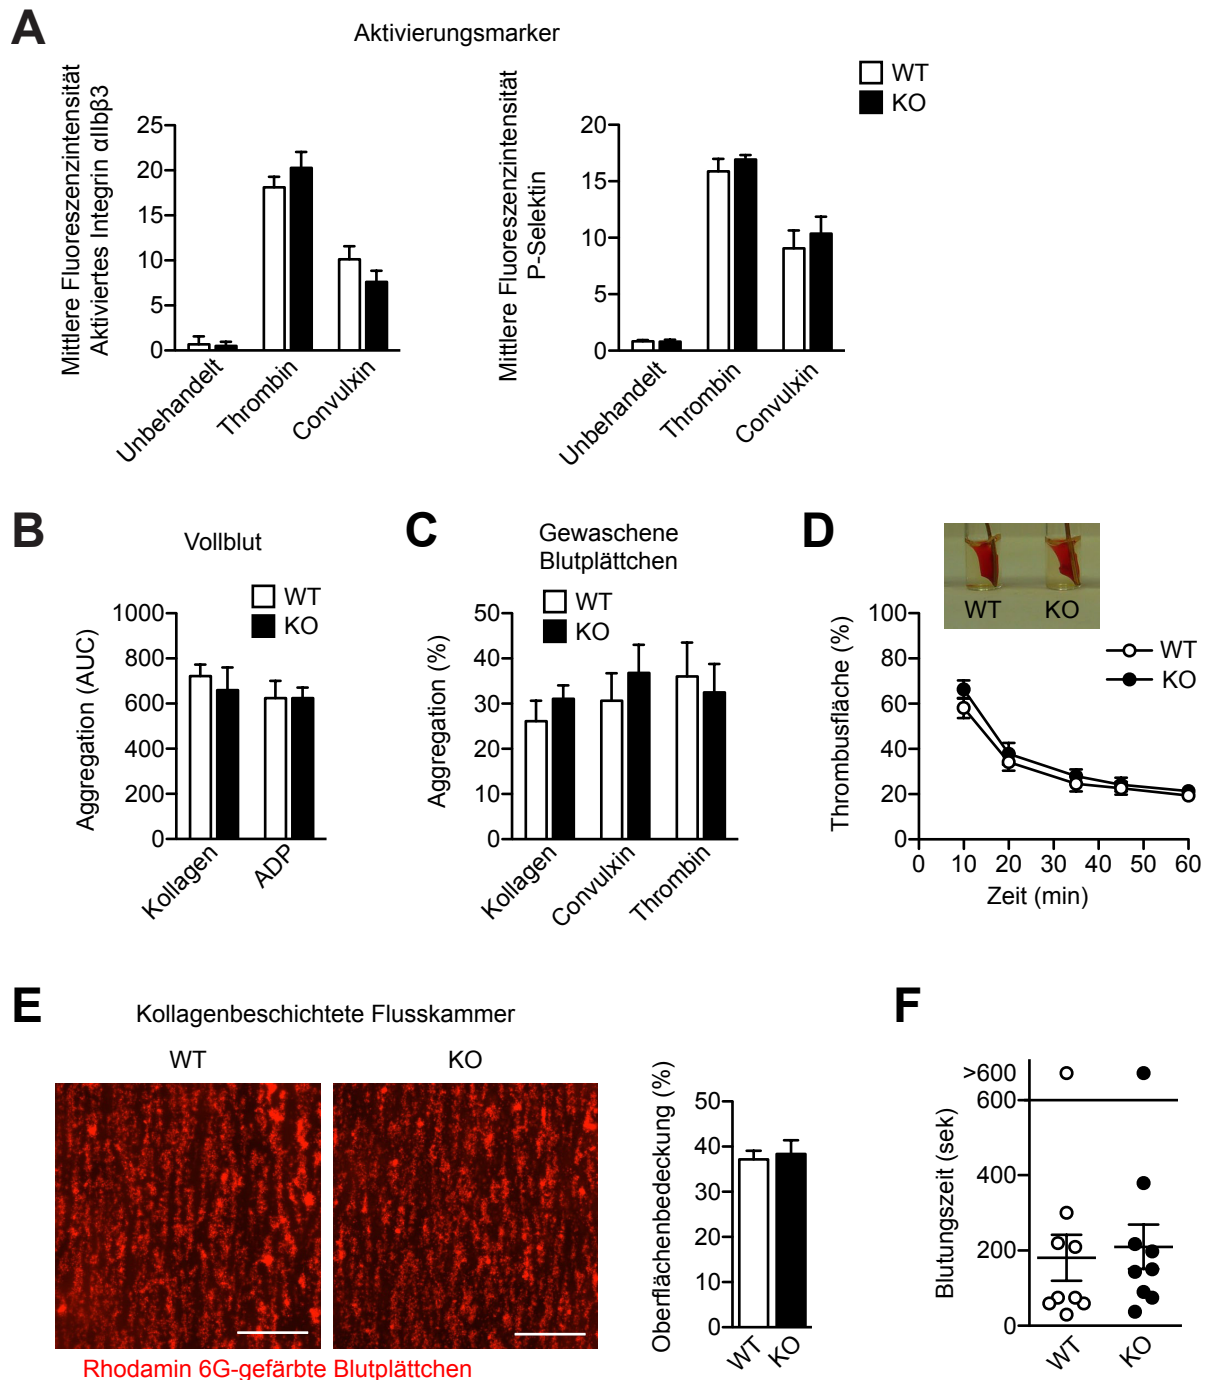 A
Aktivierungsmarker
WT
KO
Mittlere Fluoreszenzintensität
Aktiviertes Integrin αIIbβ3
25
20
15
10
5
0
Unbehandelt
Thrombin
Convulxin
Mittlere Fluoreszenzintensität
P-Selektin
20
15
10
5
0
Unbehandelt
Thrombin
Convulxin
B
Vollblut
WT
KO
Aggregation (AUC)
1000
800
600
400
200
0
Kollagen
ADP
C
Gewaschene
Blutplättchen
WT
KO
Aggregation (%)
50
40
30
20
10
0
Kollagen
Convulxin
Thrombin
D
WT
KO
WT
KO
Thrombusfläche (%)
100
80
60
40
20
0
0
10
20
30
40
50
60
Zeit (min)
E
Kollagenbeschichtete Flusskammer
WT
KO
Rhodamin 6G-gefärbte Blutplättchen
Oberflächenbedeckung (%)
50
40
30
20
10
0
WT
KO
F
Blutungszeit (sek)
>600
600
400
200
0
WT
KO